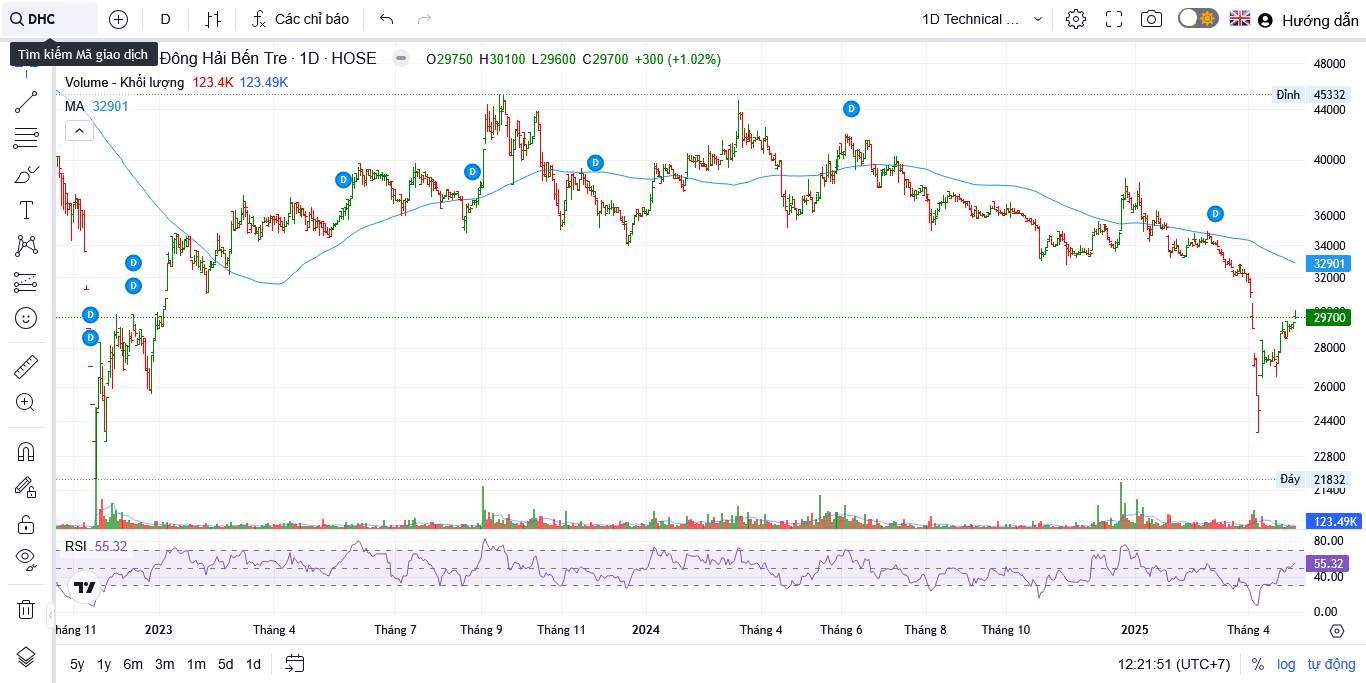 DHC
D
Các chỉ báo
1D Technical ...
Hướng dẫn
Tìm kiếm Mã giao dịch
Đông Hải Bến Tre · 1D · HOSE
O29750 H30100 L29600 C29700 +300 (+1.02%)
Volume - Khối lượng 123.4K 123.49K
MA 32901
48000
Đỉnh 45332
44000
D
40000
D
D
D
36000
D
34000
D
32901
32000
D
D
29700
D
28000
26000
24400
22800
Đáy 21832
21400
123.49K
RSI 55.32
80.00
55.32
40.00
0.00
háng 11 2023 Tháng 4 Tháng 7 Tháng 9 Tháng 11 2024 Tháng 4 Tháng 6 Tháng 8 Tháng 10 2025 Tháng 4
5y 1y 6m 3m 1m 5d 1d
12:21:51 (UTC+7) % log tự động